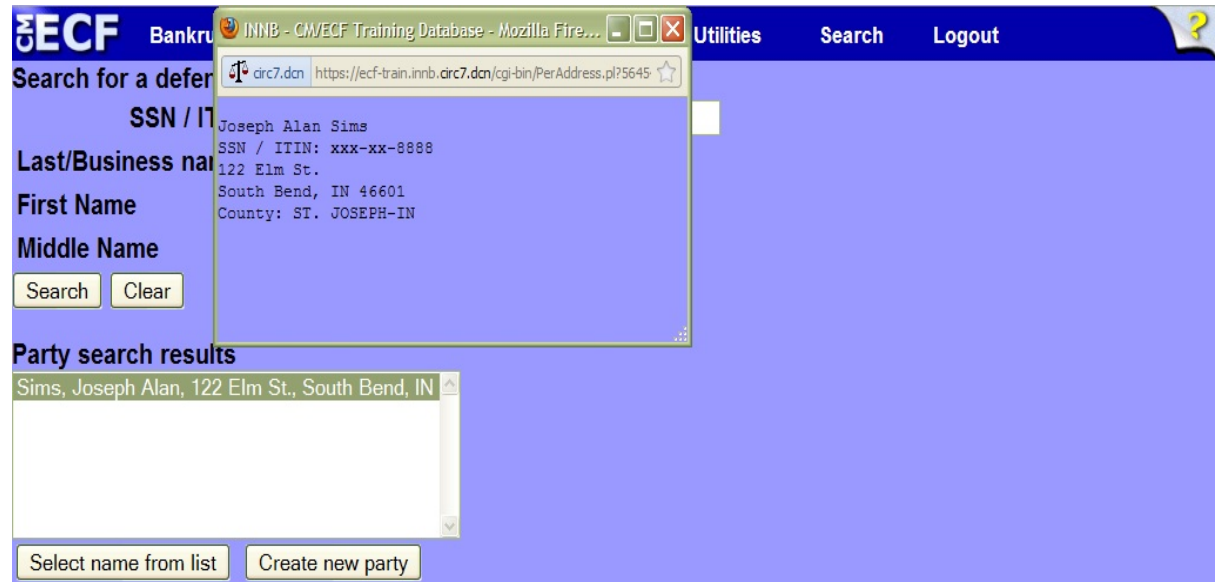 CM ECF Bankru Utilities Search Logout ?
INNB - CM/ECF Training Database - Mozilla Fire...
circ7.dcn https://ecf-train.innb.circ7.dcn/cgi-bin/PerAddress.pl?5645
Search for a defer
SSN / IT
Last/Business nar
First Name
Middle Name
Search Clear
Joseph Alan Sims
SSN / ITIN: xxx-xx-8888
122 Elm St.
South Bend, IN 46601
County: ST. JOSEPH-IN
Party search results
Sims, Joseph Alan, 122 Elm St., South Bend, IN
Select name from list Create new party